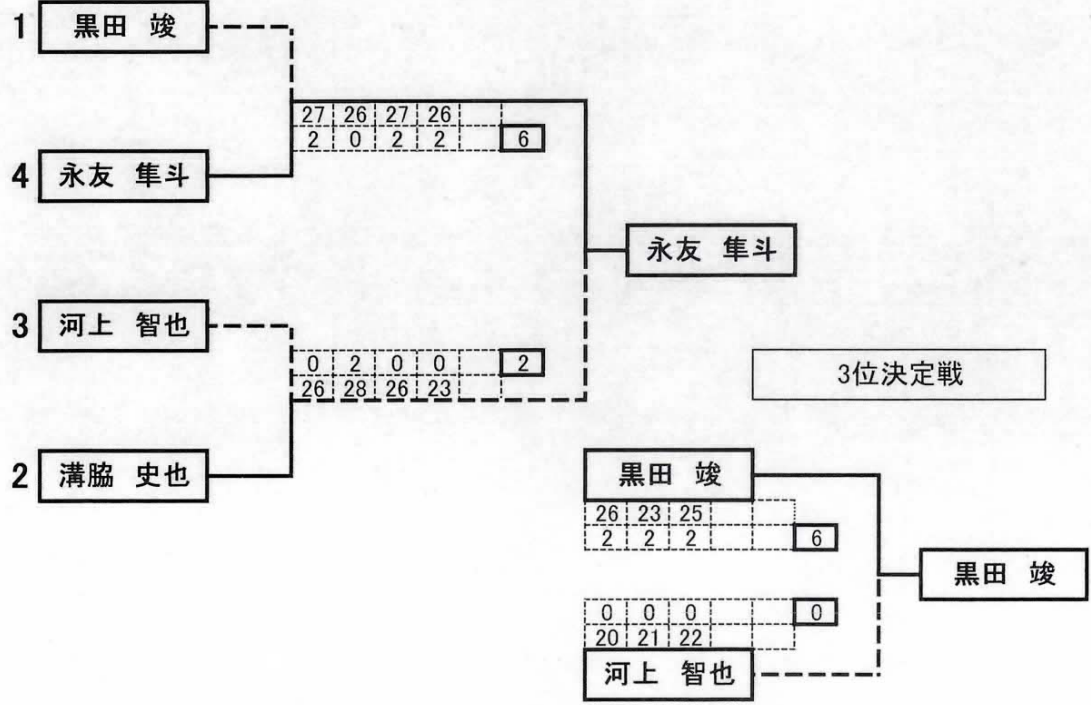 1 黒田 竣
27 26 27 26
2 0 2 2 6
4 永友 隼斗
永友 隼斗
3 河上 智也
0 2 0 0 2
26 28 26 23
3位決定戦
2 溝脇 史也
黒田 竣
26 23 25
2 2 2 6
黒田 竣
0 0 0 0
20 21 22
河上 智也